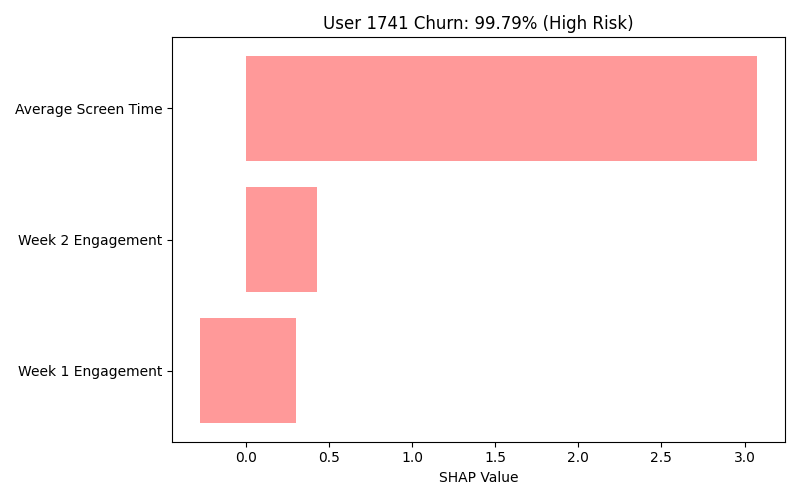 User 1741 Churn: 99.79% (High Risk)
Average Screen Time
Week 2 Engagement
Week 1 Engagement
0.0 0.5 1.0 1.5 2.0 2.5 3.0
SHAP Value